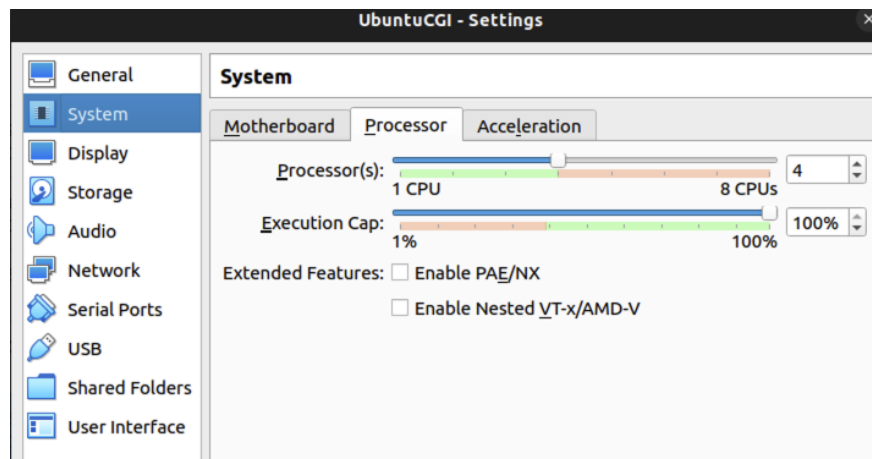 UbuntuCGI - Settings
General
System
Display
Storage
Audio
Network
Serial Ports
USB
Shared Folders
User Interface
System
Motherboard Processor Acceleration
Processor(s): 4
1 CPU 8 CPUs
Execution Cap: 100%
1% 100%
Extended Features: Enable PAE/NX
Enable Nested VT-x/AMD-V